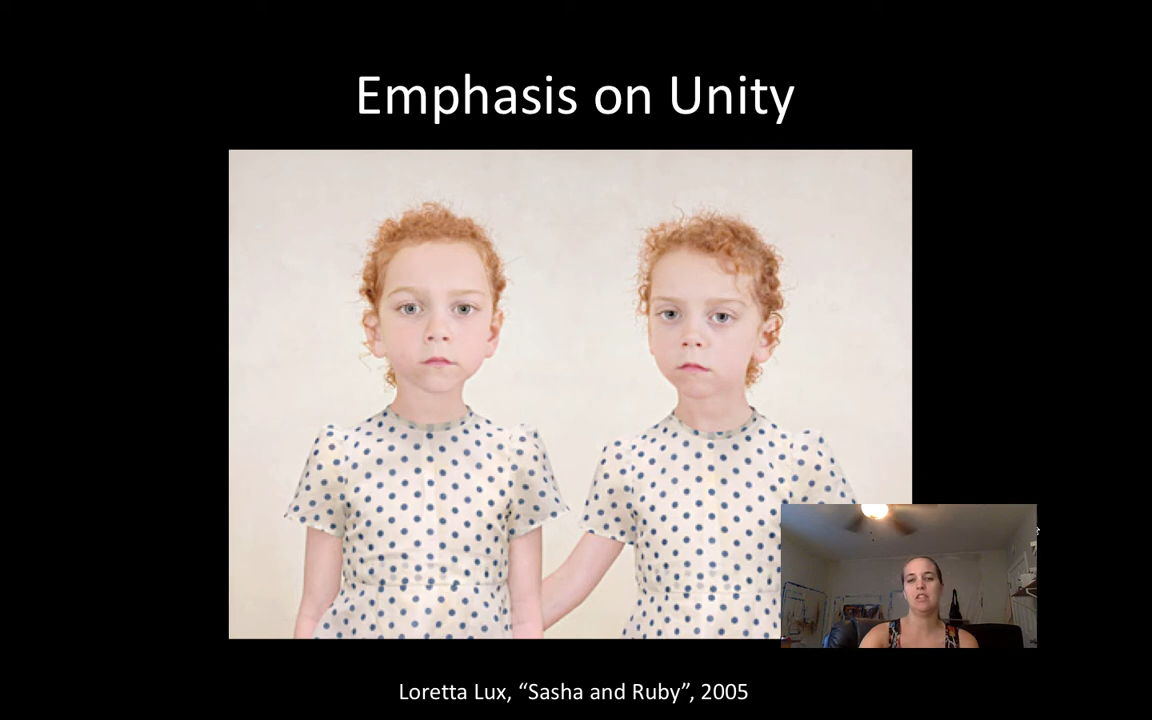 Emphasis on Unity
Loretta Lux, “Sasha and Ruby”, 2005